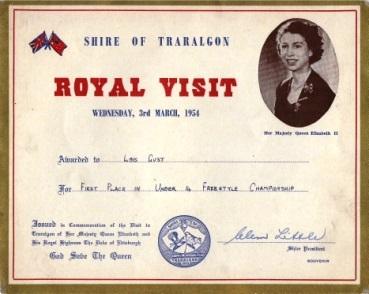 SHIRE OF TRARALGON
ROYAL VISIT
WEDNESDAY, 3rd MARCH, 1954
Her Majesty Queen Elizabeth II
Awarded to Lois Gust
For First Place in Under 14 Freestyle Championship
Issued in Commemoration of the Visit to
Traralgon of Her Majesty Queen Elizabeth and
His Royal Highness The Duke of Edinburgh
God Save The Queen
TRARALGON
Shire President
SOUVENIR